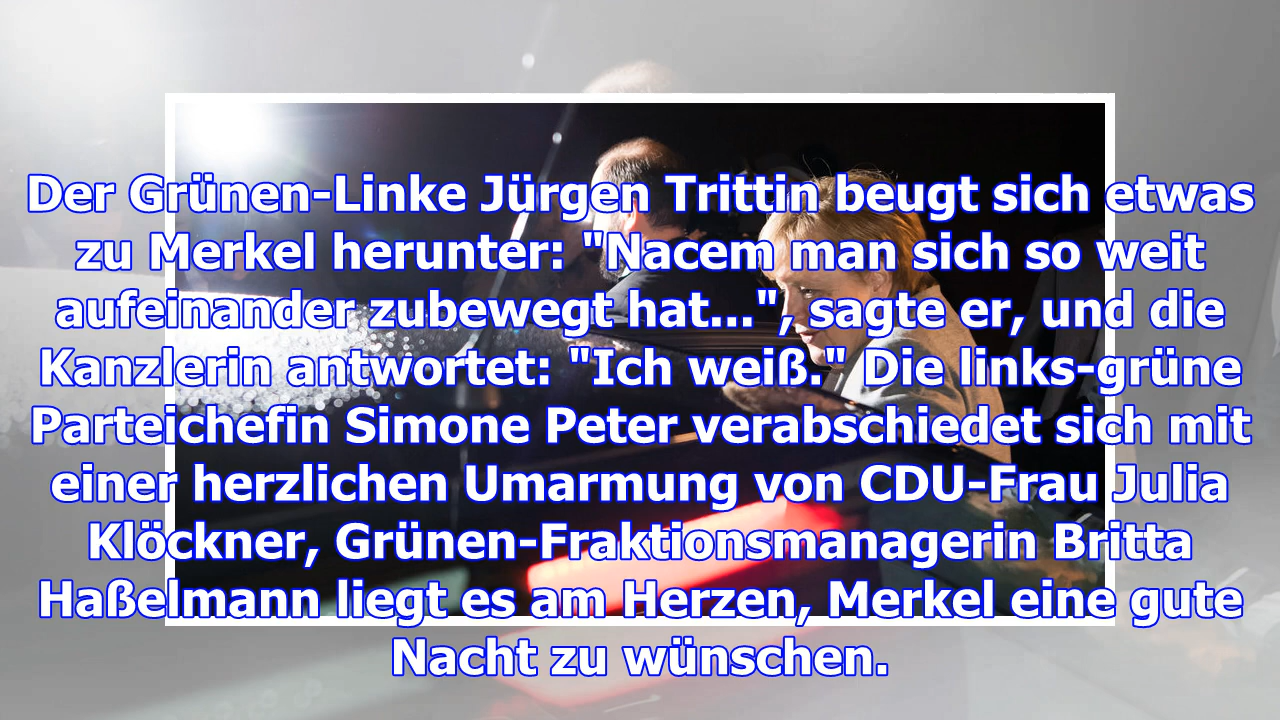 Der Grünen-Linke Jürgen Trittin beugt sich etwas
zu Merkel herunter: "Nacem man sich so weit
aufeinander zubewegt hat...", sagte er, und die
Kanzlerin antwortet: "Ich weiß." Die links-grüne
Parteichefin Simone Peter verabschiedet sich mit
einer herzlichen Umarmung von CDU-Frau Julia
Klöckner, Grünen-Fraktionsmanagerin Britta
Haßelmann liegt es am Herzen, Merkel eine gute
Nacht zu wünschen.